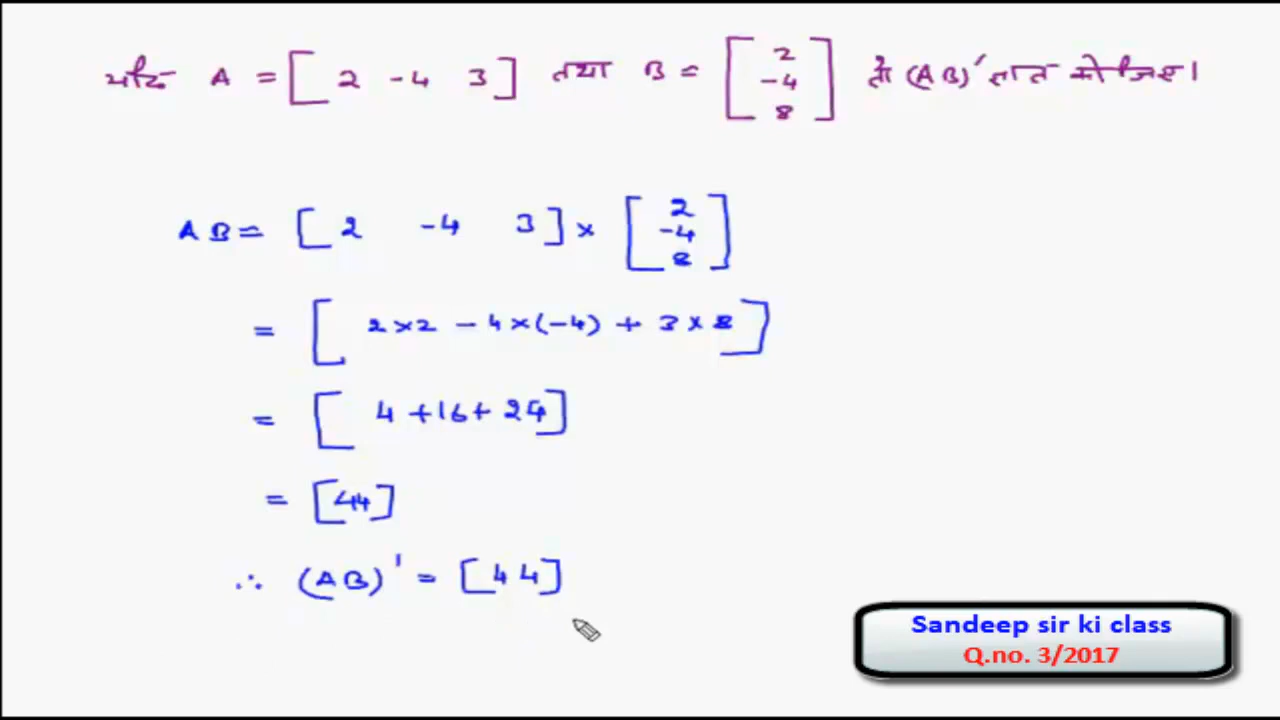 यदि A = [ 2 -4 3 ] तथा B = [ 2 -4 8 ] तो (AB)' ज्ञात कीजिए।
AB = [ 2 -4 3 ] × [ 2 -4 8 ]
= [ 2×2 - 4×(-4) + 3×8 ]
= [ 4+16+24 ]
= [44]
∴ (AB)' = [44]
Sandeep sir ki class
Q.no. 3/2017